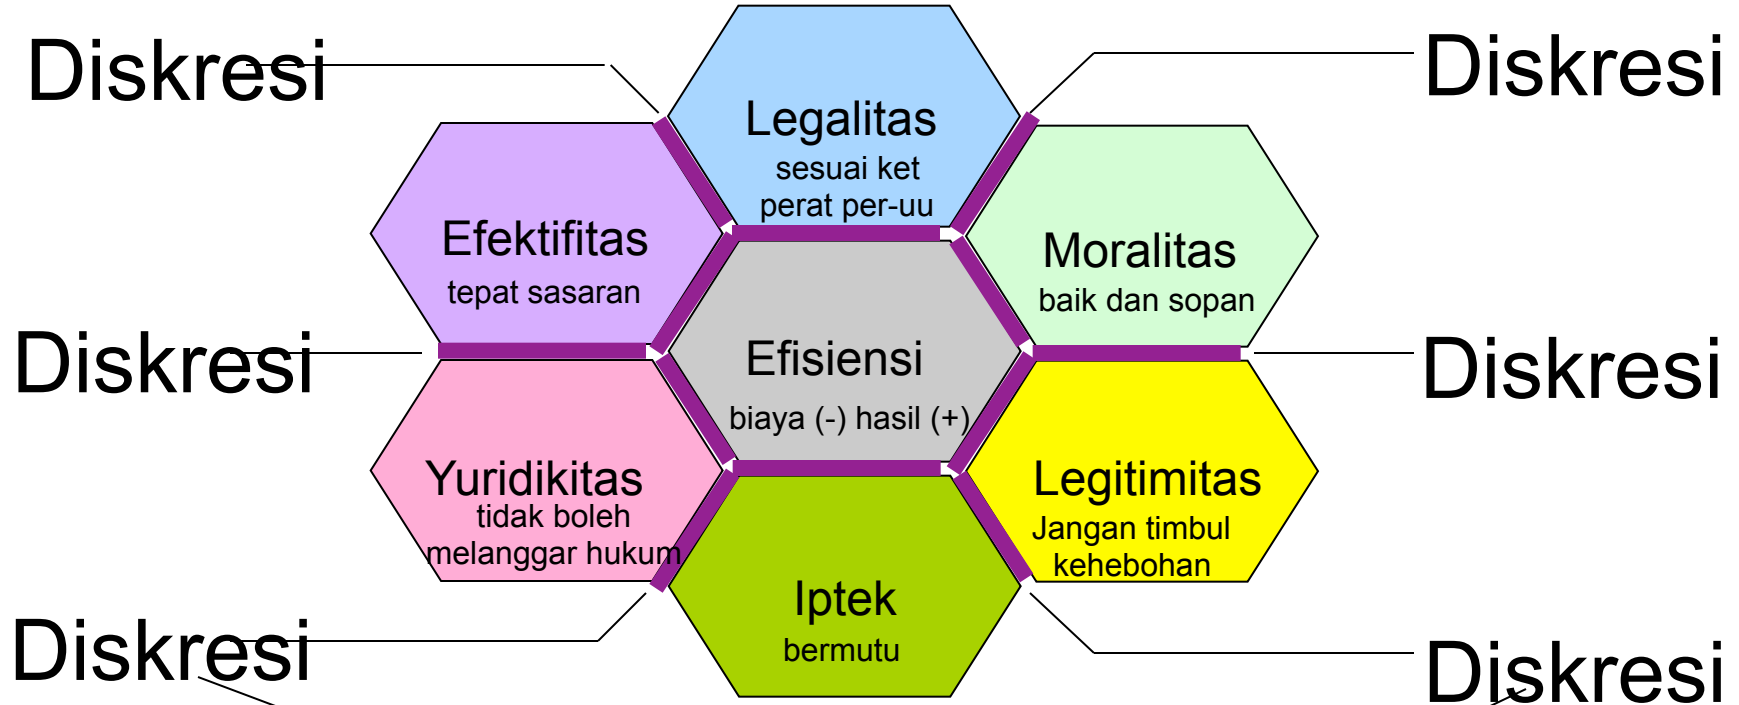 Diskresi
Diskresi
Legalitas
sesuai ket
perat per-uu
Efektifitas
tepat sasaran
Moralitas
baik dan sopan
Diskresi
Efisiensi
biaya (-) hasil (+)
Diskresi
Yuridikitas
tidak boleh
melanggar hukum
Legitimitas
Jangan timbul
kehebohan
Iptek
bermutu
Diskresi
Diskresi